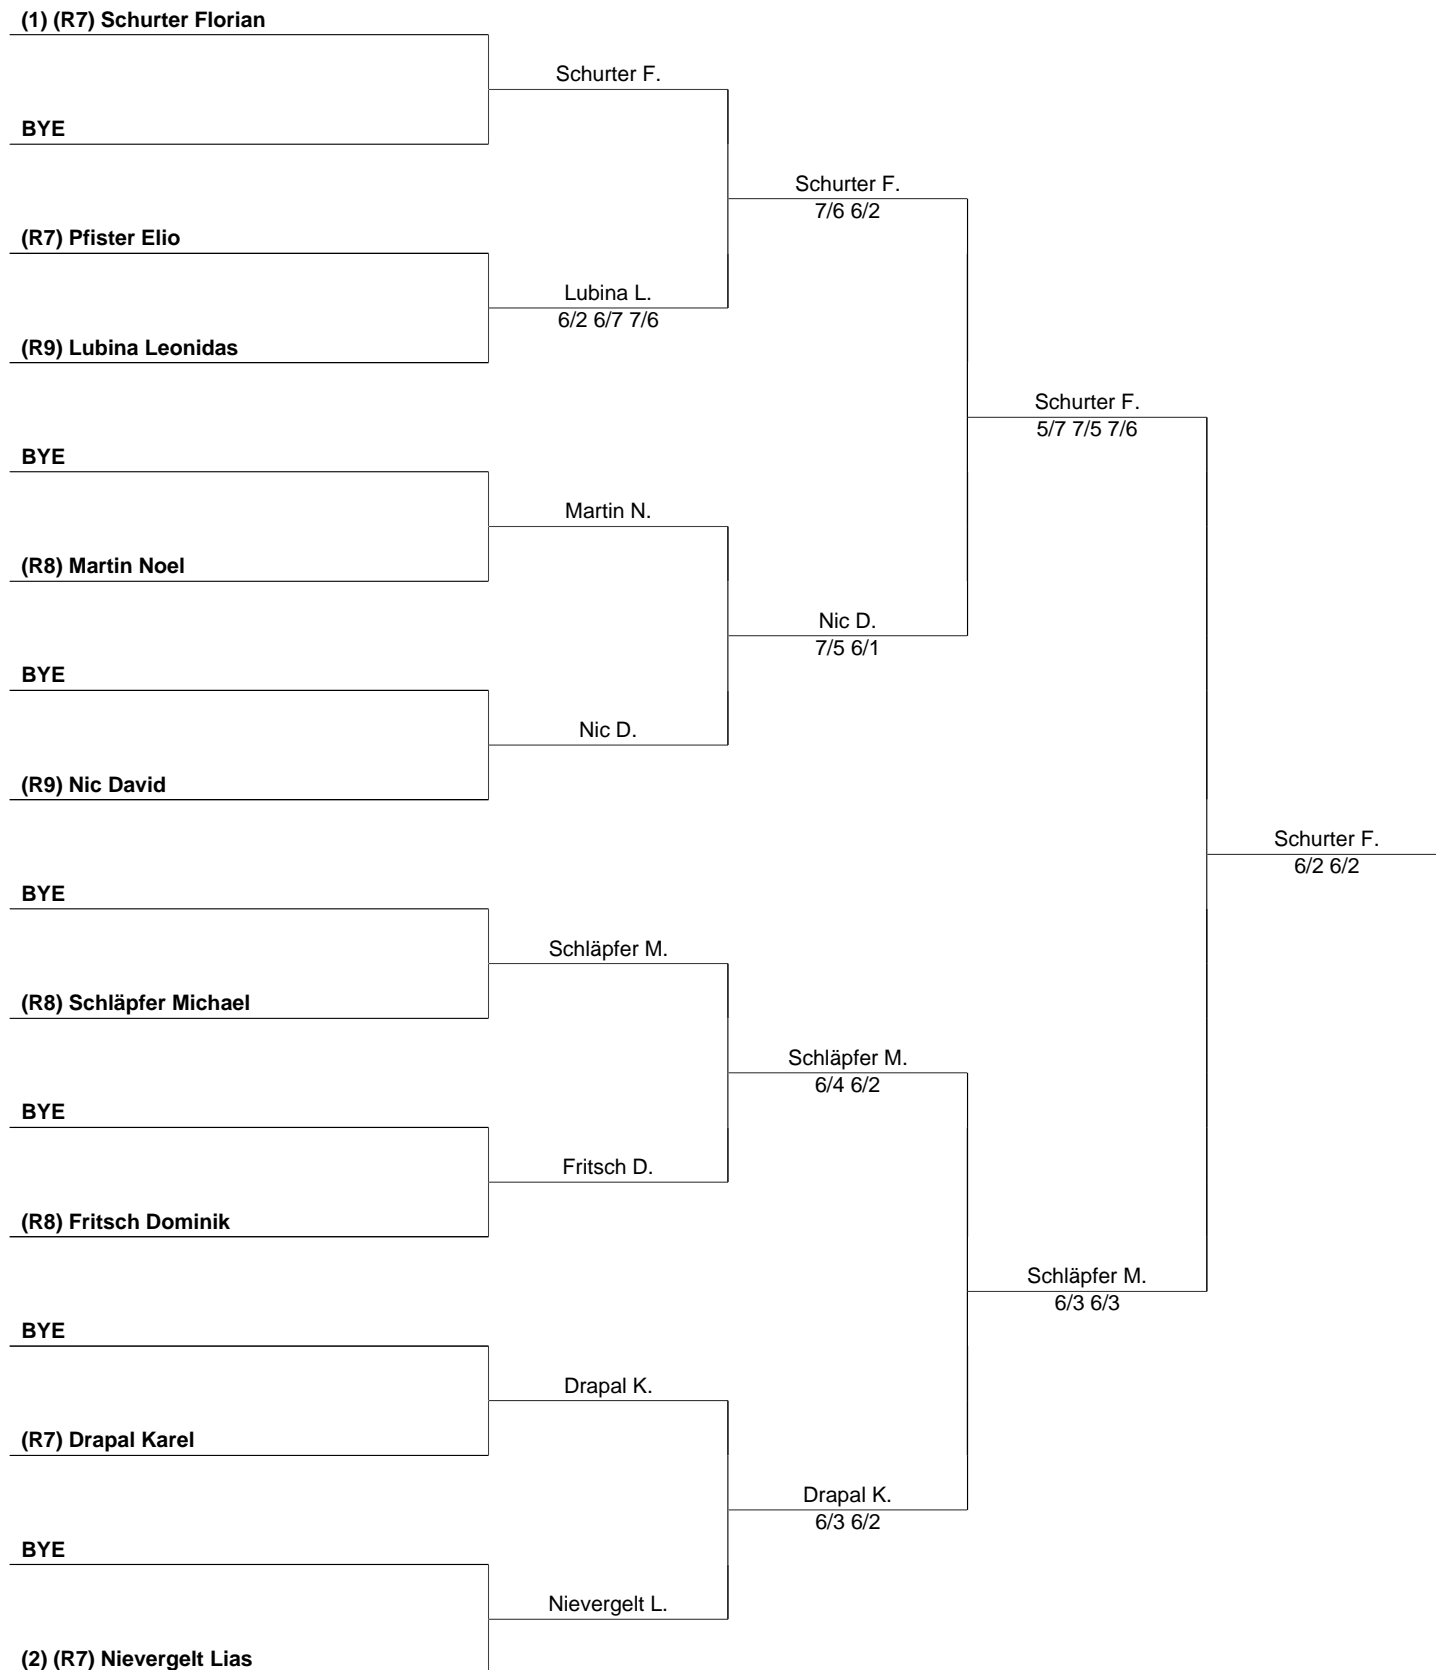 (1) (R7) Schurter Florian
Schurter F.
BYE
Schurter F.
7/6 6/2
(R7) Pfister Elio
Lubina L.
6/2 6/7 7/6
(R9) Lubina Leonidas
Schurter F.
5/7 7/5 7/6
BYE
Martin N.
(R8) Martin Noel
Nic D.
7/5 6/1
BYE
Nic D.
(R9) Nic David
Schurter F.
6/2 6/2
BYE
Schläpfer M.
(R8) Schläpfer Michael
Schläpfer M.
6/4 6/2
BYE
Fritsch D.
(R8) Fritsch Dominik
Schläpfer M.
6/3 6/3
BYE
Drapal K.
(R7) Drapal Karel
Drapal K.
6/3 6/2
BYE
Nievergelt L.
(2) (R7) Nievergelt Lias